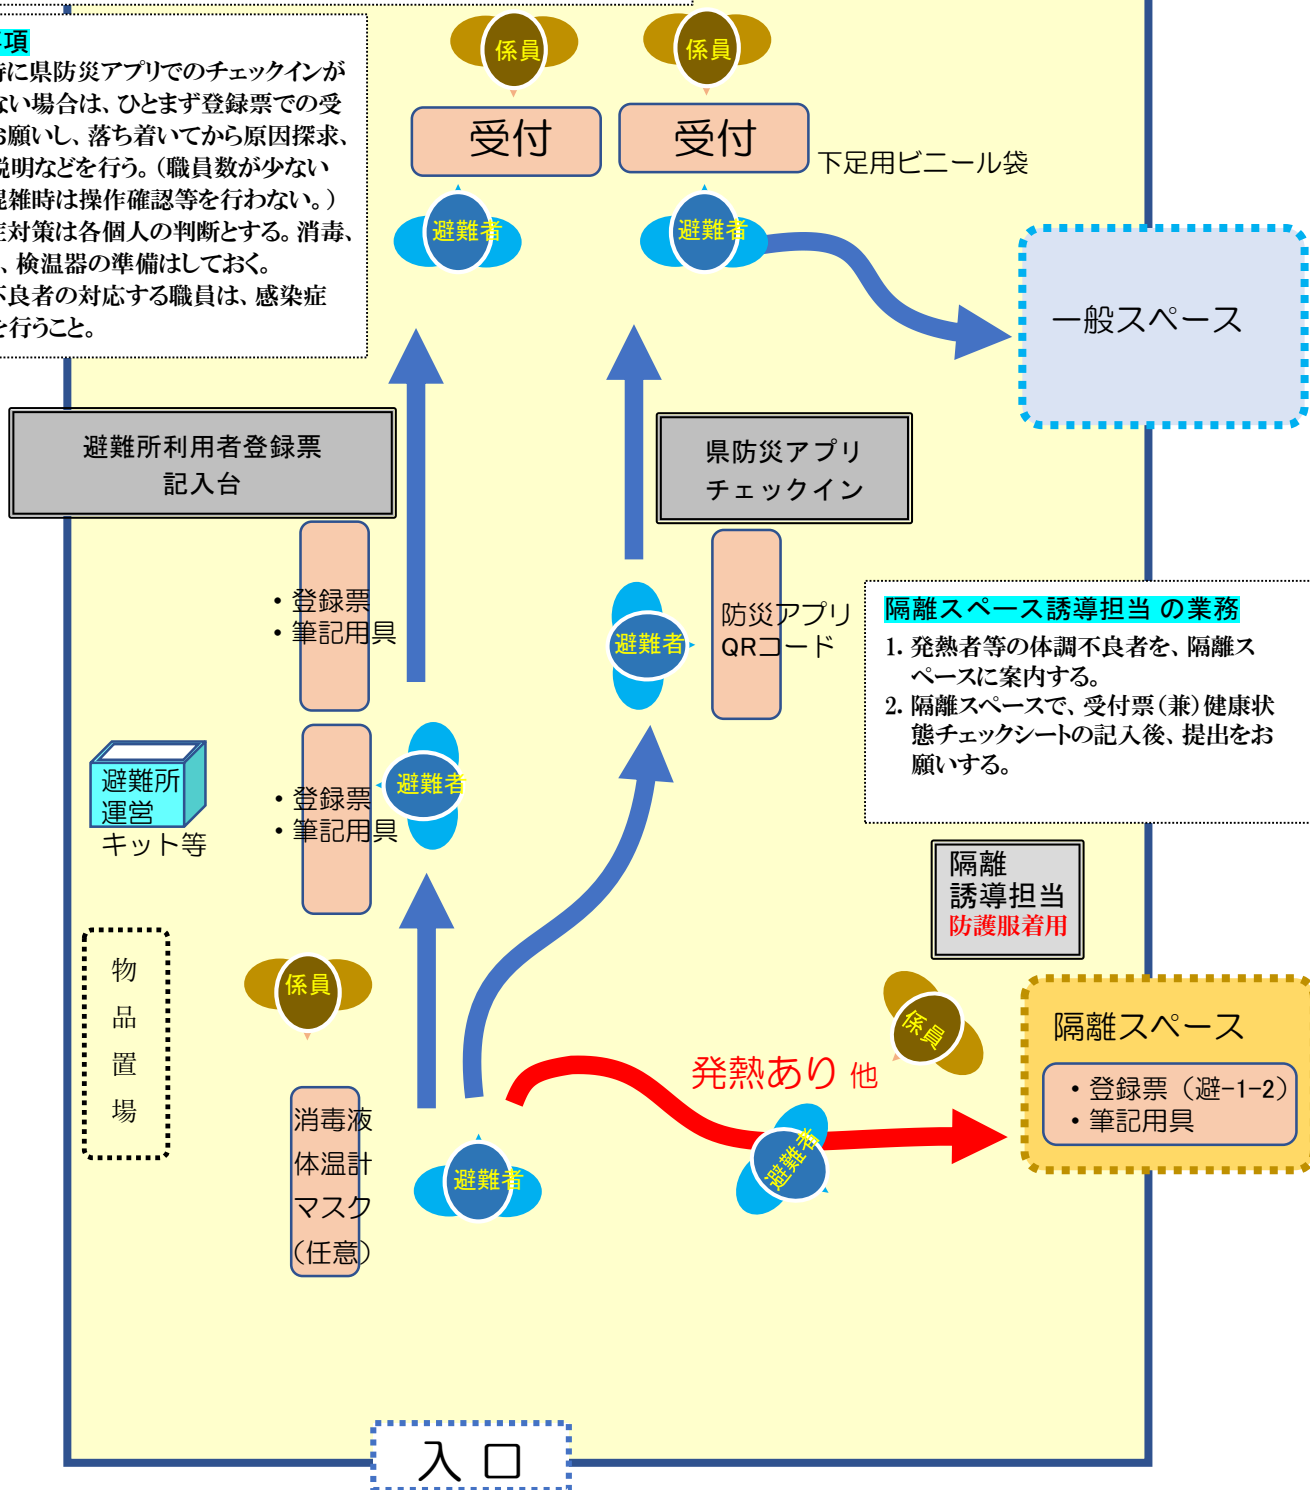 係員
係員
受付
受付
下足用ビニール袋
避難者
避難者
項
に県防災アプリでのチェックインが
ない場合は、ひとまず登録票での受
お願いし、落ち着いてから原因探求、
説明などを行う。（職員数が少ない
混雑時は操作確認等を行わない。）
対策は各個人の判断とする。消毒、
、検温器の準備はしておく。
不良者の対応する職員は、感染症
を行うこと。
一般スペース
避難所利用者登録票
記入台
県防災アプリ
チェックイン
・登録票
・筆記用具
避難者
防災アプリ
QRコード
隔離スペース誘導担当 の業務
1. 発熱者等の体調不良者を、隔離ス
ペースに案内する。
2. 隔離スペースで、受付票（兼）健康状
態チェックシートの記入後、提出をお
願いする。
避難所
運営
キット等
・登録票
・筆記用具
避難者
隔離
誘導担当
防護服着用
物
品
置
場
係員
係員
隔離スペース
・登録票（避-1-2）
・筆記用具
発熱あり 他
消毒液
体温計
マスク
（任意）
避難者
避難者
入 口